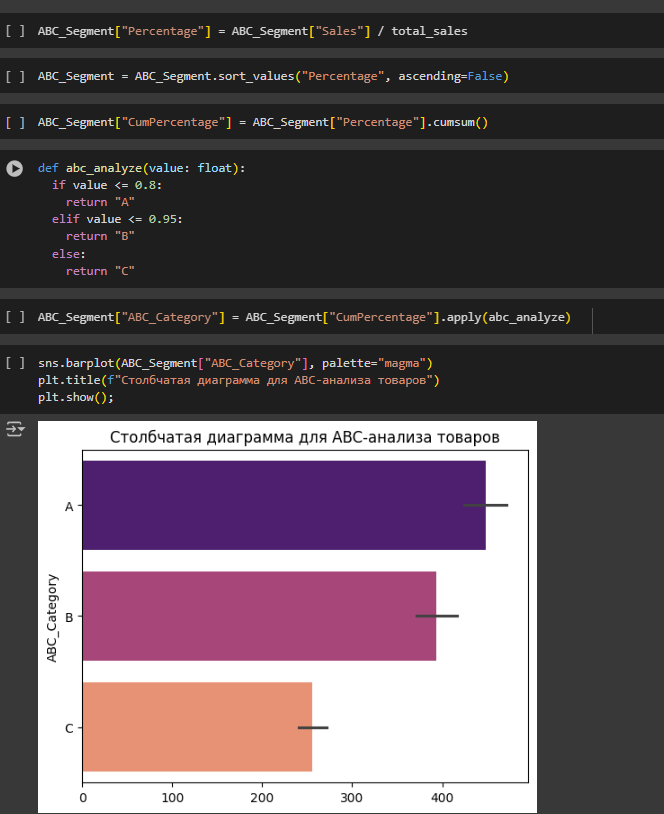 [ ] ABC_Segment["Percentage"] = ABC_Segment["Sales"] / total_sales
[ ] ABC_Segment = ABC_Segment.sort_values("Percentage", ascending=False)
[ ] ABC_Segment["CumPercentage"] = ABC_Segment["Percentage"].cumsum()
def abc_analyze(value: float):
if value <= 0.8:
return "A"
elif value <= 0.95:
return "B"
else:
return "C"
[ ] ABC_Segment["ABC_Category"] = ABC_Segment["CumPercentage"].apply(abc_analyze)
[ ] sns.barplot(ABC_Segment["ABC_Category"], palette="magma")
plt.title(f"Столбчатая диаграмма для ABC-анализа товаров")
plt.show();
Столбчатая диаграмма для ABC-анализа товаров
A
B
C
ABC_Category
0 100 200 300 400